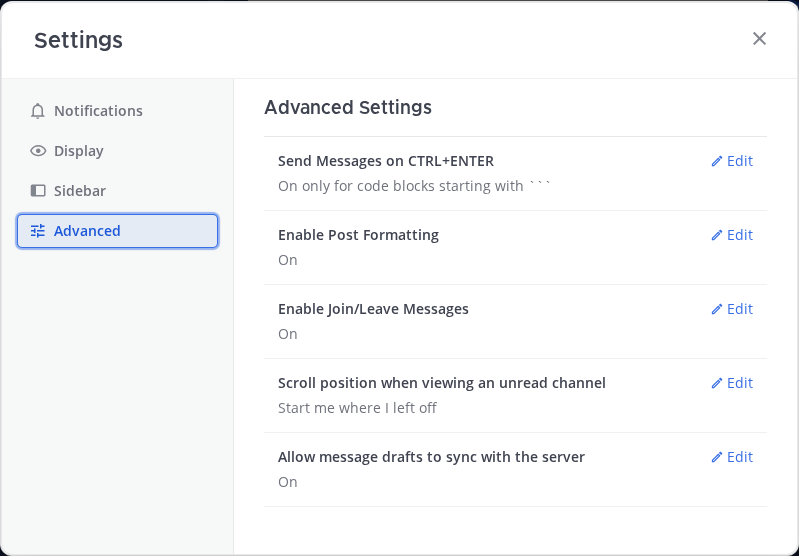 Settings
Notifications
Display
Sidebar
Advanced
Advanced Settings
Send Messages on CTRL+ENTER Edit
On only for code blocks starting with ```
Enable Post Formatting Edit
On
Enable Join/Leave Messages Edit
On
Scroll position when viewing an unread channel Edit
Start me where I left off
Allow message drafts to sync with the server Edit
On